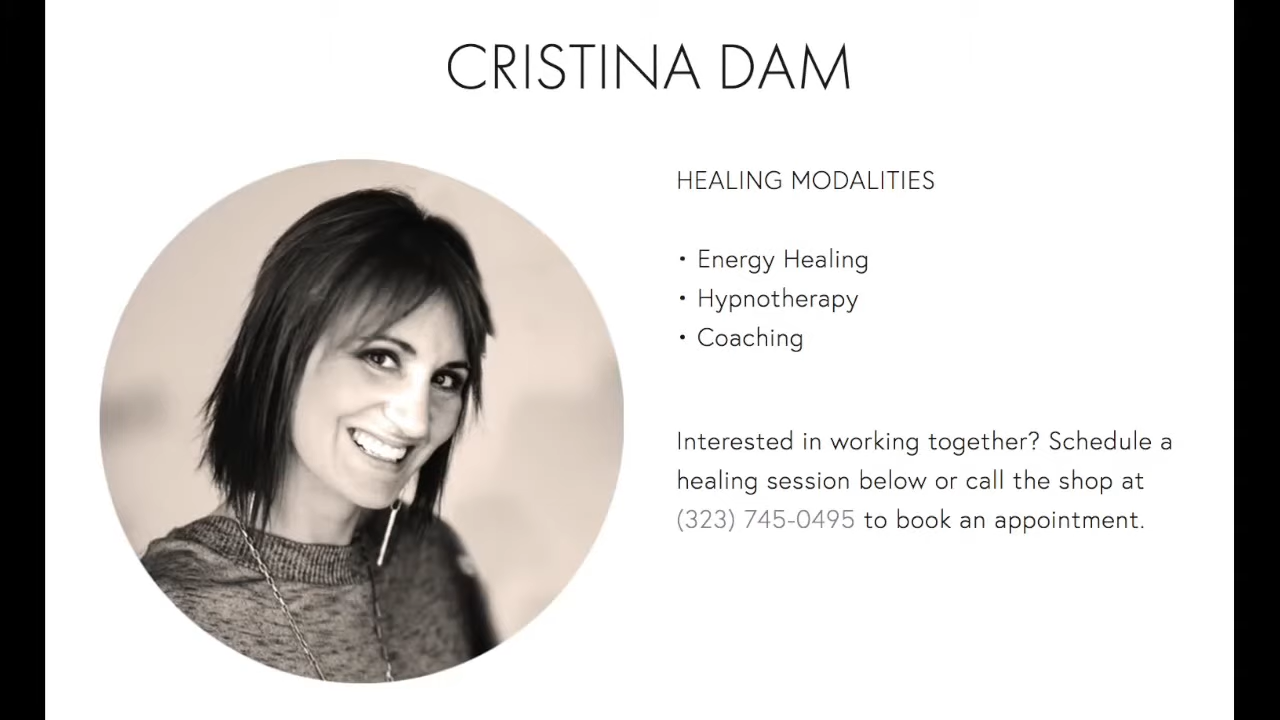 CRISTINA DAM
HEALING MODALITIES
• Energy Healing
• Hypnotherapy
• Coaching
Interested in working together? Schedule a
healing session below or call the shop at
(323) 745-0495 to book an appointment.